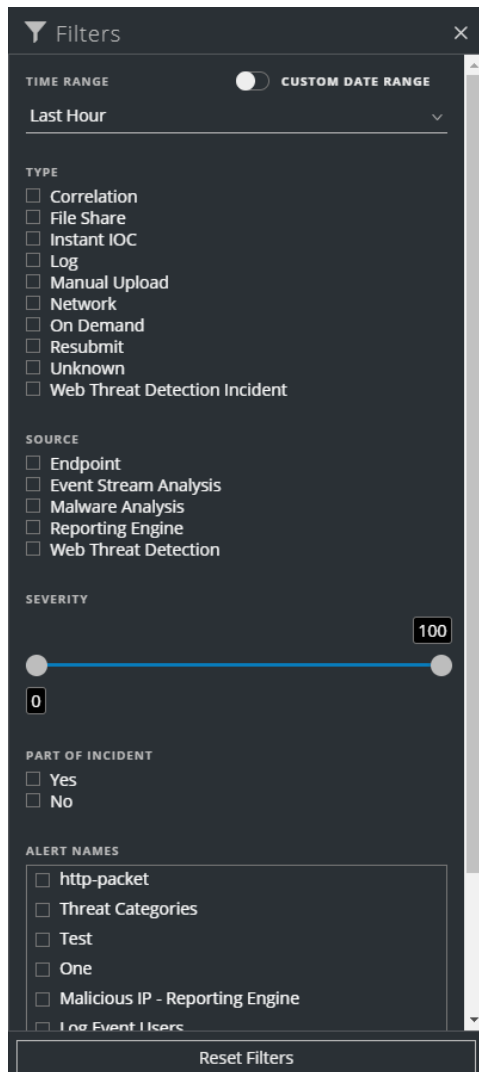 Filters
TIME RANGE CUSTOM DATE RANGE
Last Hour
TYPE
Correlation
File Share
Instant IOC
Log
Manual Upload
Network
On Demand
Resubmit
Unknown
Web Threat Detection Incident
SOURCE
Endpoint
Event Stream Analysis
Malware Analysis
Reporting Engine
Web Threat Detection
SEVERITY
100
0
PART OF INCIDENT
Yes
No
ALERT NAMES
http-packet
Threat Categories
Test
One
Malicious IP - Reporting Engine
Log Event Users
Reset Filters